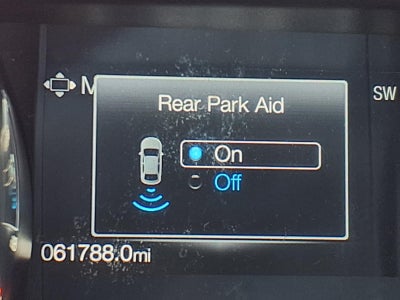 M
SW
Rear Park Aid
On
Off
061788.0mi